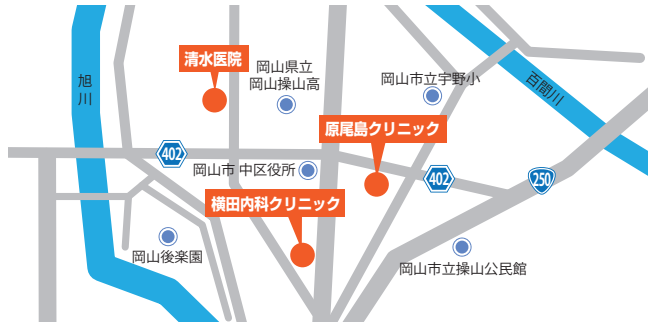 清水医院
岡山県立
岡山操山高
岡山市立宇野小
旭川
百間川
原尾島クリニック
402
岡山市 中区役所
402
250
横田内科クリニック
岡山後楽園
岡山市立操山公民館